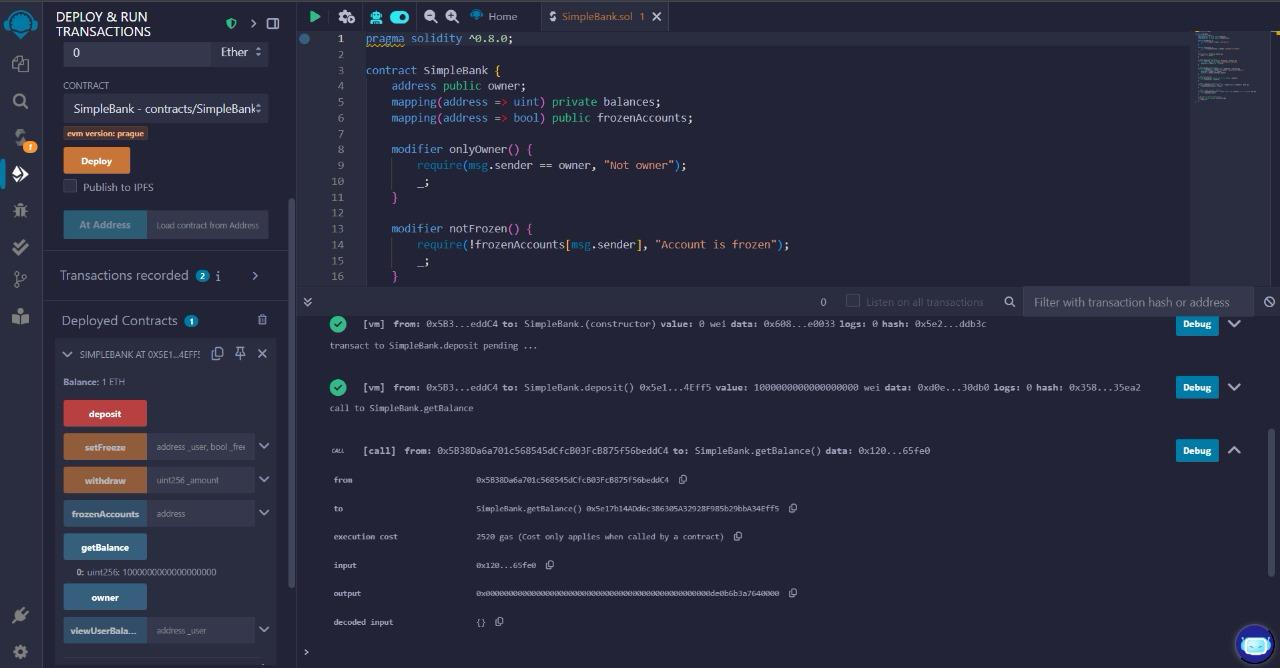 DEPLOY & RUN
TRANSACTIONS
0 Ether
CONTRACT
SimpleBank - contracts/SimpleBank
evm version: prague
Deploy
Publish to IPFS
At Address Load contract from Address
Transactions recorded 2 i
Deployed Contracts 1
SIMPLEBANK AT 0X5E1...4EFF5
Balance: 1 ETH
deposit
setFreeze address _user, bool _free
withdraw uint256 _amount
frozenAccounts address
getBalance
0: uint256: 1000000000000000000
owner
viewUserBala... address _user
1
Home SimpleBank.sol 1
1 pragma solidity ^0.8.0;
2
3 contract SimpleBank {
4 address public owner;
5 mapping(address => uint) private balances;
6 mapping(address => bool) public frozenAccounts;
7
8 modifier onlyOwner() {
9 require(msg.sender == owner, "Not owner");
10 _;
11 }
12
13 modifier notFrozen() {
14 require(!frozenAccounts[msg.sender], "Account is frozen");
15 _;
16 }
0 Listen on all transactions Filter with transaction hash or address
[vm] from: 0x5B3...eddC4 to: SimpleBank.(constructor) value: 0 wei data: 0x608...e0033 logs: 0 hash: 0x5e2...ddb3c Debug
transact to SimpleBank.deposit pending ...
[vm] from: 0x5B3...eddC4 to: SimpleBank.deposit() 0x5e1...4Eff5 value: 1000000000000000000 wei data: 0xd0e...30db0 logs: 0 hash: 0x358...35ea2 Debug
call to SimpleBank.getBalance
CALL [call] from: 0x5B38Da6a701c568545dCfcB03FcB875f56beddC4 to: SimpleBank.getBalance() data: 0x120...65fe0 Debug
from 0x5B38Da6a701c568545dCfcB03FcB875f56beddC4
to SimpleBank.getBalance() 0x5e17b14ADd6c386305A32928F985b29bbA34Eff5
execution cost 2520 gas (Cost only applies when called by a contract)
input 0x120...65fe0
output 0x0000000000000000000000000000000000000000000000000de0b6b3a7640000
decoded input {}
>